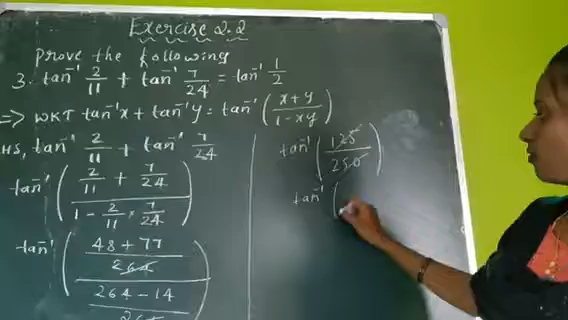 Exercise 2.2
Prove the following
3. tan⁻¹ 2/11 + tan⁻¹ 7/24 = tan⁻¹ 1/2
=> WKT tan⁻¹x + tan⁻¹y = tan⁻¹ ( x+y / 1-xy )
HS, tan⁻¹ 2/11 + tan⁻¹ 7/24
tan⁻¹ ( 2/11 + 7/24 / 1 - 2/11 × 7/24 )
tan⁻¹ ( 48+77 / 264 / 264-14 / 264 )
tan⁻¹ ( 125 / 250 )
tan⁻¹ (